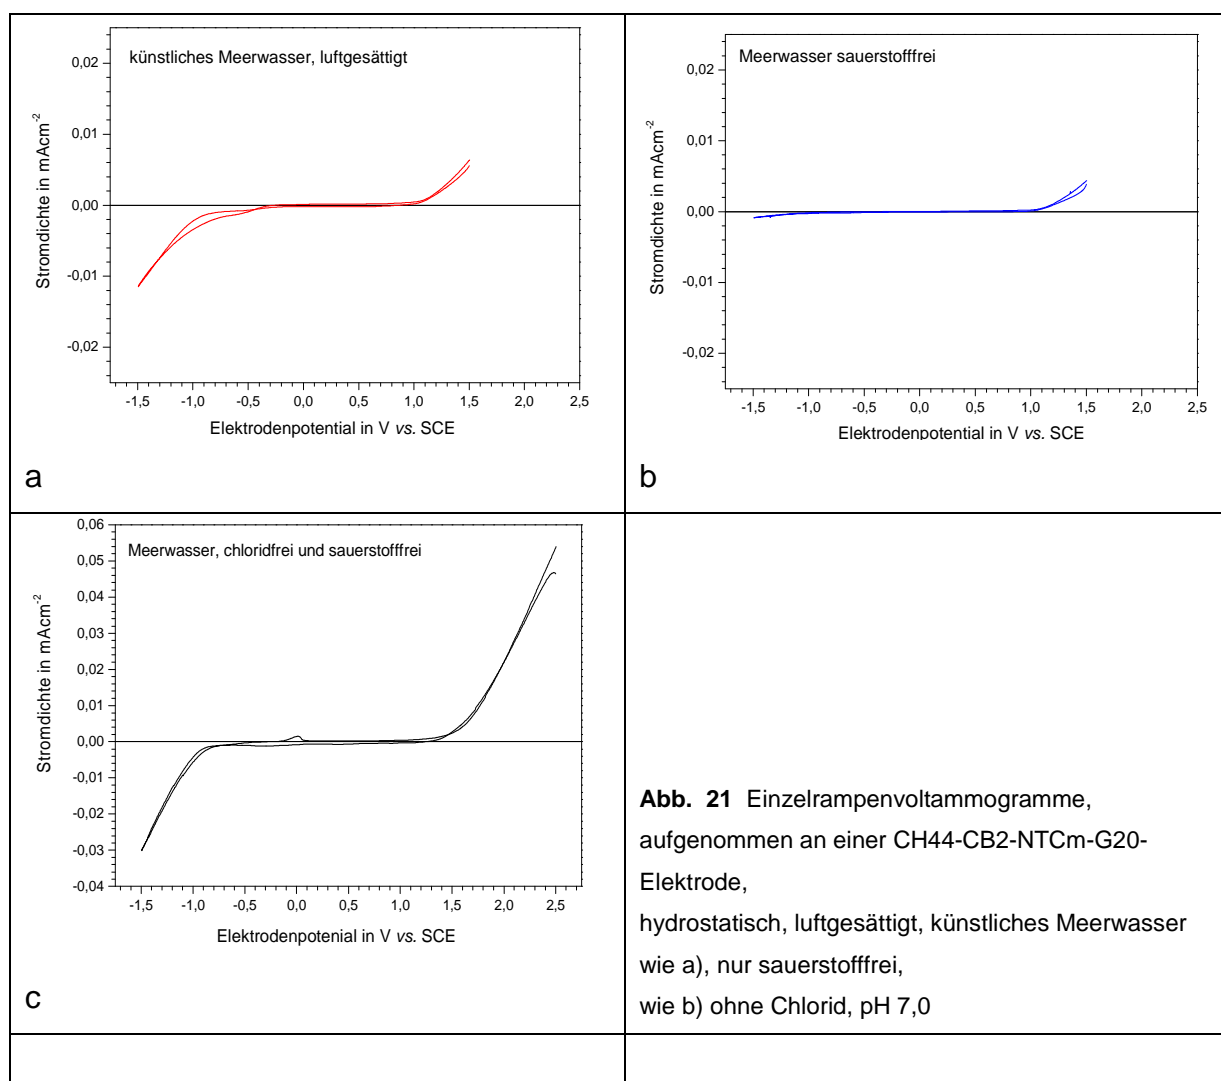 künstliches Meerwasser, luftgesättigt
0,02
0,01
0,00
-0,01
-0,02
Stromdichte in mAcm-2
-1,5 -1,0 -0,5 0,0 0,5 1,0 1,5 2,0 2,5
Elektrodenpotential in V vs. SCE
a
Meerwasser sauerstofffrei
0,02
0,01
0,00
-0,01
-0,02
Stromdichte in mAcm-2
-1,5 -1,0 -0,5 0,0 0,5 1,0 1,5 2,0 2,5
Elektrodenpotential in V vs. SCE
b
Meerwasser, chloridfrei und sauerstofffrei
0,06
0,05
0,04
0,03
0,02
0,01
0,00
-0,01
-0,02
-0,03
-0,04
Stromdichte in mAcm-2
-1,5 -1,0 -0,5 0,0 0,5 1,0 1,5 2,0 2,5
Elektrodenpotenial in V vs. SCE
c
Abb. 21 Einzelrampenvoltammogramme,
aufgenommen an einer CH44-CB2-NTCm-G20-
Elektrode,
hydrostatisch, luftgesättigt, künstliches Meerwasser
wie a), nur sauerstofffrei,
wie b) ohne Chlorid, pH 7,0